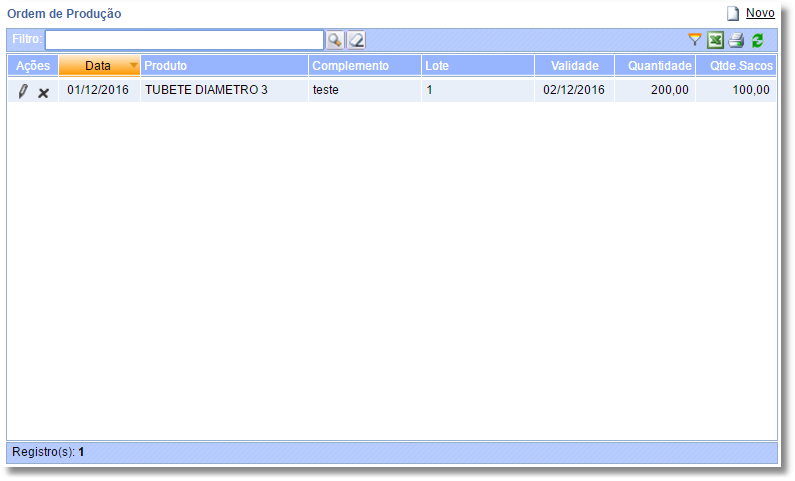 Ordem de Produção Novo
Filtro:
Ações Data Produto Complemento Lote Validade Quantidade Qtde.Sacos
01/12/2016 TUBETE DIAMETRO 3 teste 1 02/12/2016 200,00 100,00
Registro(s): 1